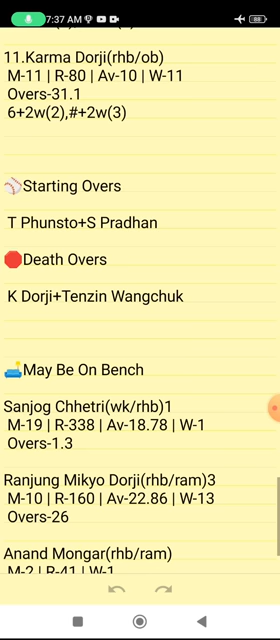 7:37 AM
88
11.Karma Dorji(rhb/ob)
M-11 | R-80 | Av-10 | W-11
Overs-31.1
6+2w(2),#+2w(3)
Starting Overs
T Phunsto+S Pradhan
Death Overs
K Dorji+Tenzin Wangchuk
May Be On Bench
Sanjog Chhetri(wk/rhb)1
M-19 | R-338 | Av-18.78 | W-1
Overs-1.3
Ranjung Mikyo Dorji(rhb/ram)3
M-10 | R-160 | Av-22.86 | W-13
Overs-26
Anand Mongar(rhb/ram)
M-2 | R-41 | W-1